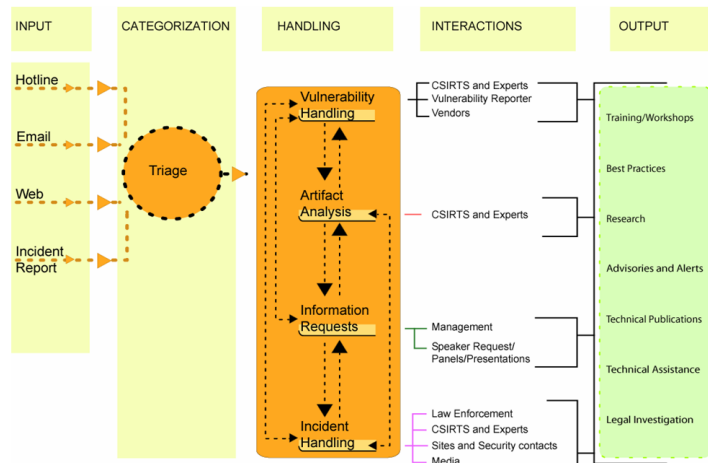 INPUT
CATEGORIZATION
HANDLING
INTERACTIONS
OUTPUT
Hotline
Email
Web
Incident
Report
Triage
Vulnerability
Handling
Artifact
Analysis
Information
Requests
Incident
Handling
CSIRTS and Experts
Vulnerability Reporter
Vendors
CSIRTS and Experts
Management
Speaker Request/
Panels/Presentations
Law Enforcement
CSIRTS and Experts
Sites and Security contacts
Media
Training/Workshops
Best Practices
Research
Advisories and Alerts
Technical Publications
Technical Assistance
Legal Investigation